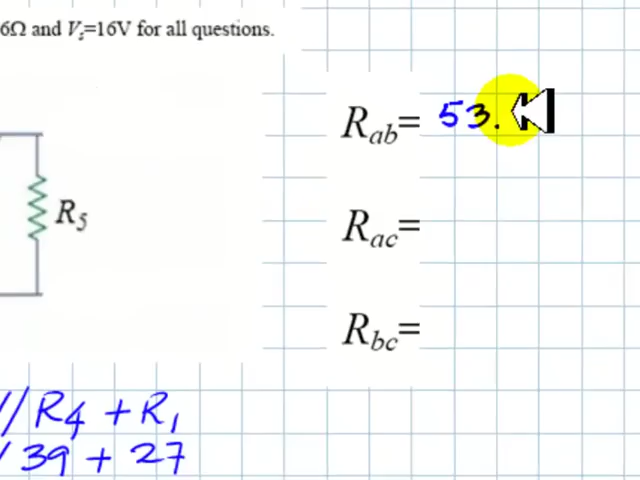 6Ω and Vs=16V for all questions.
Rab= 53.
R5
Rac=
Rbc=
//R4 + R1
/ 39 + 27